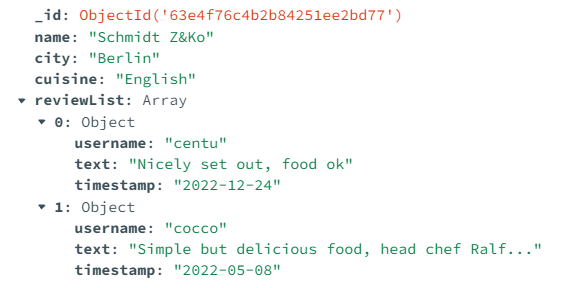 _id: ObjectId('63e4f76c4b2b84251ee2bd77')
name: "Schmidt Z&Ko"
city: "Berlin"
cuisine: "English"
reviewList: Array
0: Object
username: "centu"
text: "Nicely set out, food ok"
timestamp: "2022-12-24"
1: Object
username: "cocco"
text: "Simple but delicious food, head chef Ralf..."
timestamp: "2022-05-08"